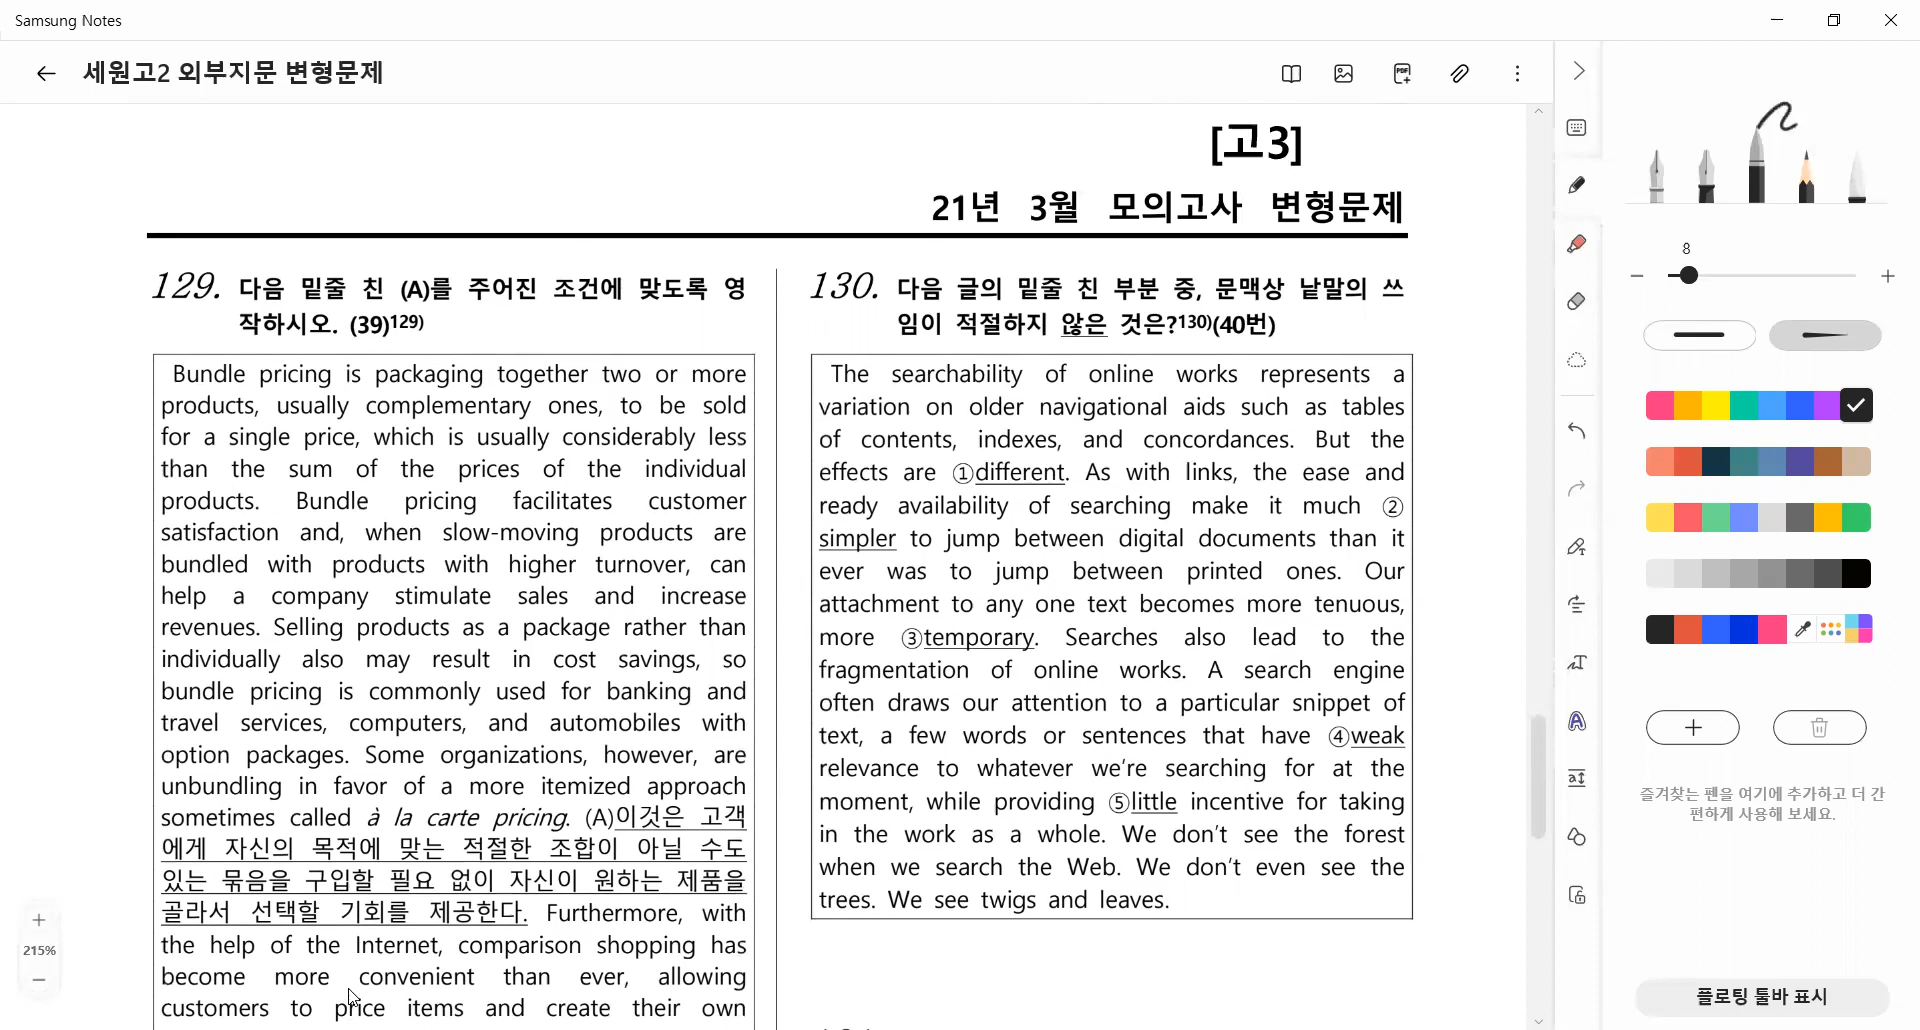 Samsung Notes
세원고2 외부지문 변형문제
[고3]
21년 3월 모의고사 변형문제
129. 다음 밑줄 친 (A)를 주어진 조건에 맞도록 영
작하시오. (39)129)
Bundle pricing is packaging together two or more
products, usually complementary ones, to be sold
for a single price, which is usually considerably less
than the sum of the prices of the individual
products. Bundle pricing facilitates customer
satisfaction and, when slow-moving products are
bundled with products with higher turnover, can
help a company stimulate sales and increase
revenues. Selling products as a package rather than
individually also may result in cost savings, so
bundle pricing is commonly used for banking and
travel services, computers, and automobiles with
option packages. Some organizations, however, are
unbundling in favor of a more itemized approach
sometimes called à la carte pricing. (A)이것은 고객
에게 자신의 목적에 맞는 적절한 조합이 아닐 수도
있는 묶음을 구입할 필요 없이 자신이 원하는 제품을
골라서 선택할 기회를 제공한다. Furthermore, with
the help of the Internet, comparison shopping has
become more convenient than ever, allowing
customers to price items and create their own
130. 다음 글의 밑줄 친 부분 중, 문맥상 낱말의 쓰
임이 적절하지 않은 것은?130)(40번)
The searchability of online works represents a
variation on older navigational aids such as tables
of contents, indexes, and concordances. But the
effects are ①different. As with links, the ease and
ready availability of searching make it much ②
simpler to jump between digital documents than it
ever was to jump between printed ones. Our
attachment to any one text becomes more tenuous,
more ③temporary. Searches also lead to the
fragmentation of online works. A search engine
often draws our attention to a particular snippet of
text, a few words or sentences that have ④weak
relevance to whatever we're searching for at the
moment, while providing ⑤little incentive for taking
in the work as a whole. We don't see the forest
when we search the Web. We don't even see the
trees. We see twigs and leaves.
215%
8
즐겨찾는 펜을 여기에 추가하고 더 간
편하게 사용해 보세요.
플로팅 툴바 표시